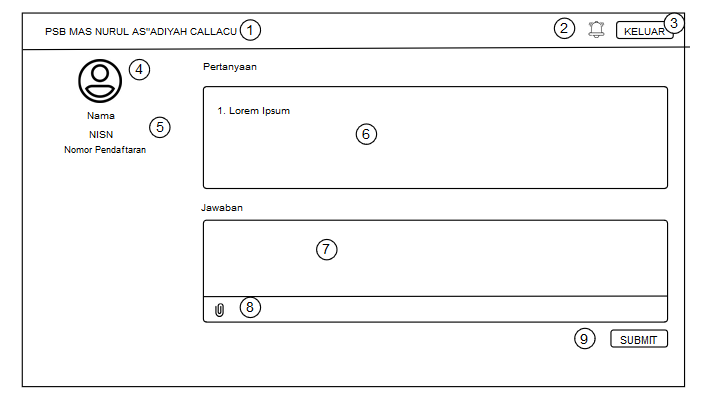 PSB MAS NURUL AS"ADIYAH CALLACU 1
2
KELUAR 3
4
Nama
NISN
5
Nomor Pendaftaran
Pertanyaan
1. Lorem Ipsum
6
Jawaban
7
8
9
SUBMIT